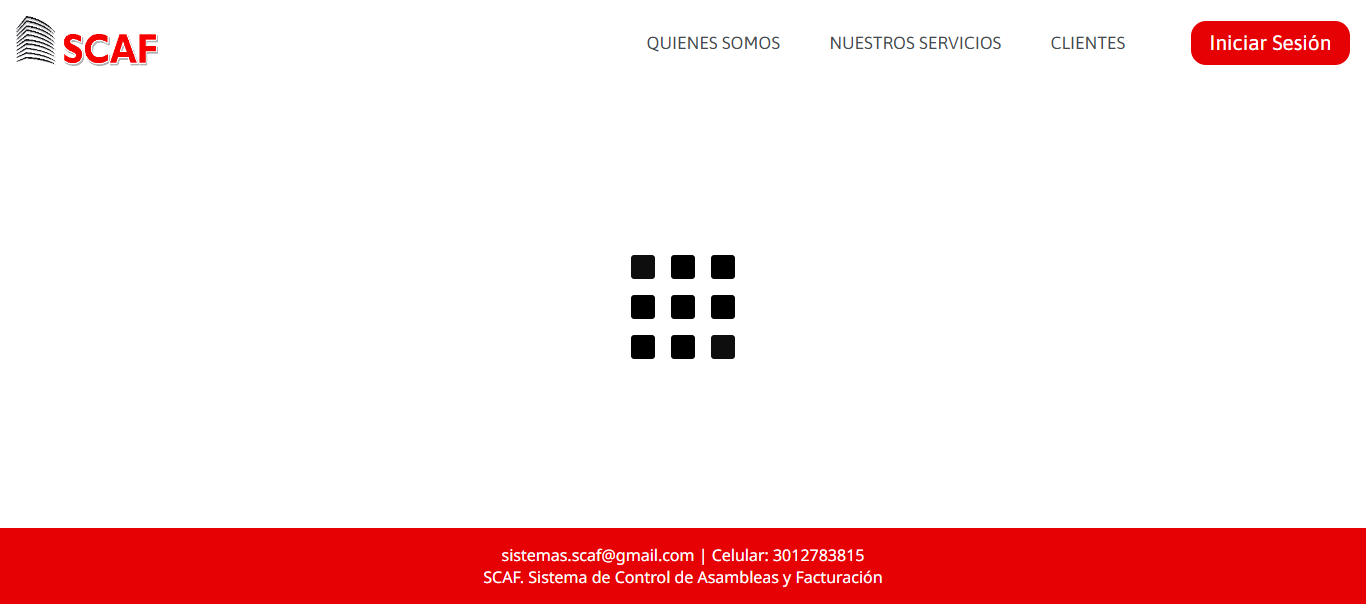 SCAF
QUIENES SOMOS
NUESTROS SERVICIOS
CLIENTES
Iniciar Sesión
sistemas.scaf@gmail.com | Celular: 3012783815
SCAF. Sistema de Control de Asambleas y Facturación